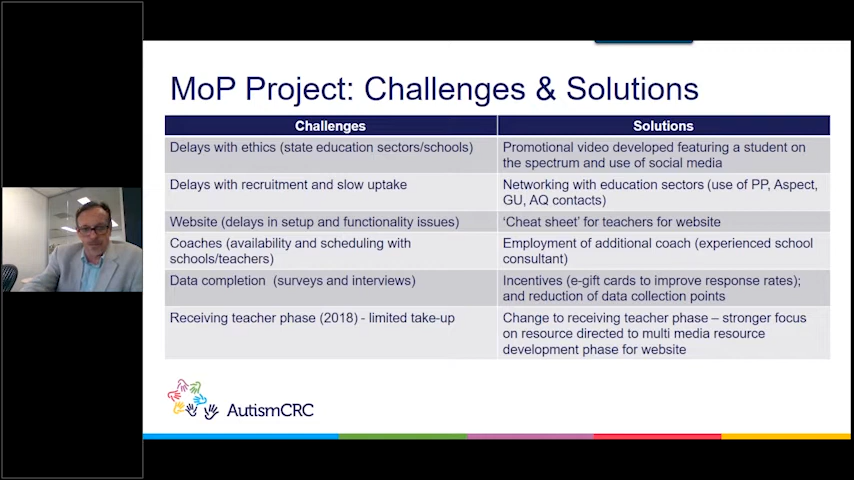 MoP Project: Challenges & Solutions
Challenges
Solutions
Delays with ethics (state education sectors/schools)
Promotional video developed featuring a student on
the spectrum and use of social media
Delays with recruitment and slow uptake
Networking with education sectors (use of PP, Aspect,
GU, AQ contacts)
Website (delays in setup and functionality issues)
‘Cheat sheet’ for teachers for website
Coaches (availability and scheduling with
schools/teachers)
Employment of additional coach (experienced school
consultant)
Data completion  (surveys and interviews)
Incentives (e-gift cards to improve response rates);
and reduction of data collection points
Receiving teacher phase (2018) - limited take-up
Change to receiving teacher phase – stronger focus
on resource directed to multi media resource
development phase for website
AutismCRC